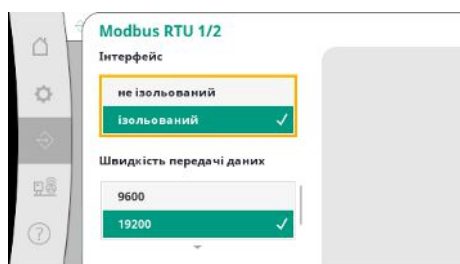 Modbus RTU 1/2
Інтерфейс
не ізольований
ізольований
Швидкість передачі даних
9600
19200